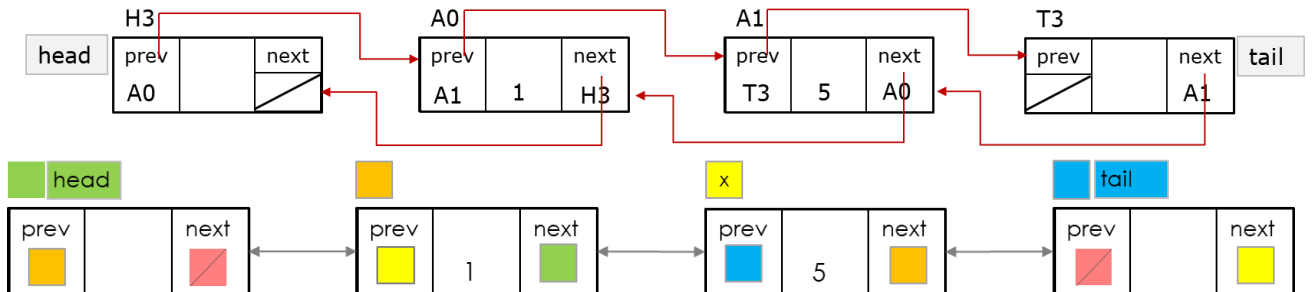 H3 A0 A1 T3
head prev next prev next prev next prev next tail
A0 A1 1 H3 T3 5 A0 A1
head x tail
prev next prev next prev next prev next
1 5